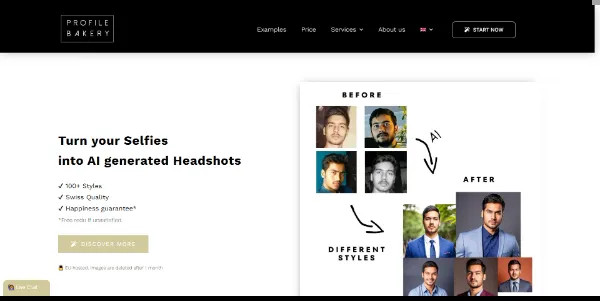 PROFILE
BAKERY
Examples
Price
Services
About us
START NOW
Turn your Selfies
into AI generated Headshots
✓ 100+ Styles
✓ Swiss Quality
✓ Happiness guarantee*
*Free redo if unsatisfied
DISCOVER MORE
EU-hosted. Images are deleted after 1 month
Live Chat
BEFORE
AI
AFTER
DIFFERENT
STYLES